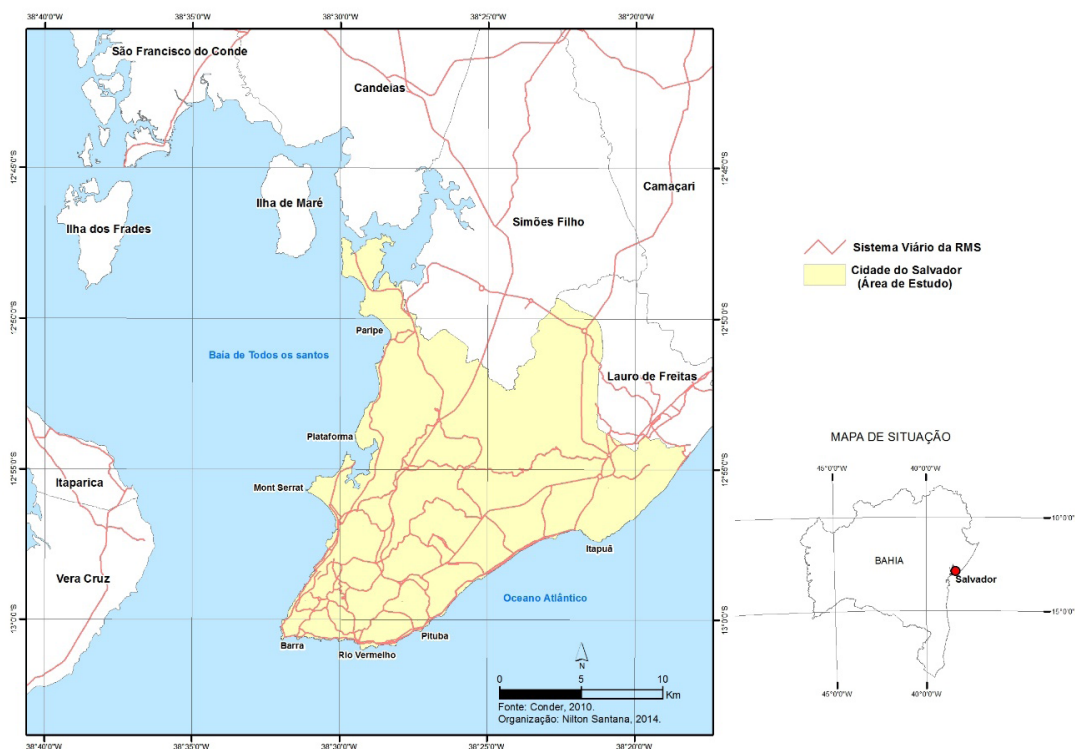 38°40'0"W
38°35'0"W
38°30'0"W
38°25'0"W
38°20'0"W
São Francisco do Conde
Candeias
12°45'0"S
12°45'0"S
Camaçari
Ilha de Maré
Ilha dos Frades
Simões Filho
Sistema Viário da RMS
Cidade do Salvador
(Área de Estudo)
12°50'0"S
12°50'0"S
Paripe
Baía de Todos os santos
Lauro de Freitas
Plataforma
12°55'0"S
12°55'0"S
Itaparica
Mont Serrat
Itapuã
Vera Cruz
Oceano Atlântico
13°0'0"S
13°0'0"S
Pituba
Barra
Rio Vermelho
N
0 5 10
Km
Fonte: Conder, 2010.
Organização: Nilton Santana, 2014.
38°40'0"W
38°35'0"W
38°30'0"W
38°25'0"W
38°20'0"W
MAPA DE SITUAÇÃO
45°0'0"W
40°0'0"W
10°0'0"
BAHIA
Salvador
15°0'0"
45°0'0"W
40°0'0"W